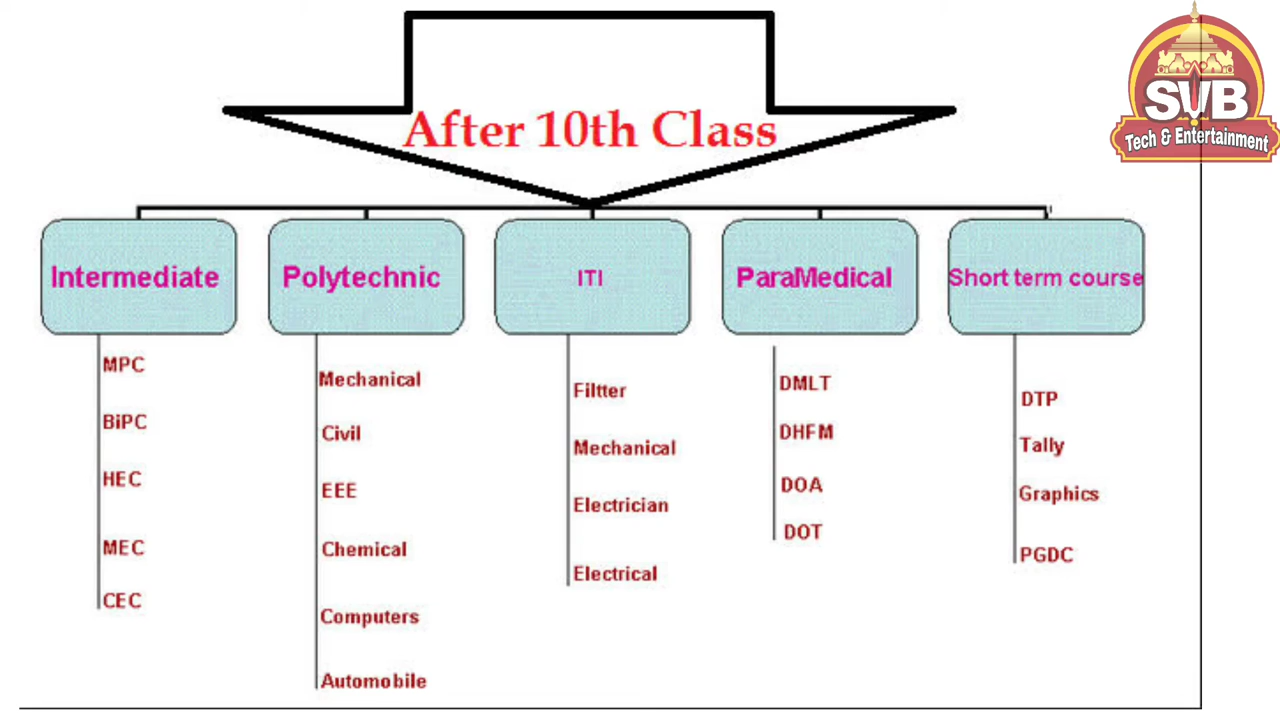 SVB
Tech & Entertainment
After 10th Class
Intermediate
MPC
BiPC
HEC
MEC
CEC
Polytechnic
Mechanical
Civil
EEE
Chemical
Computers
Automobile
ITI
Filtter
Mechanical
Electrician
Electrical
ParaMedical
DMLT
DHFM
DOA
DOT
Short term course
DTP
Tally
Graphics
PGDC